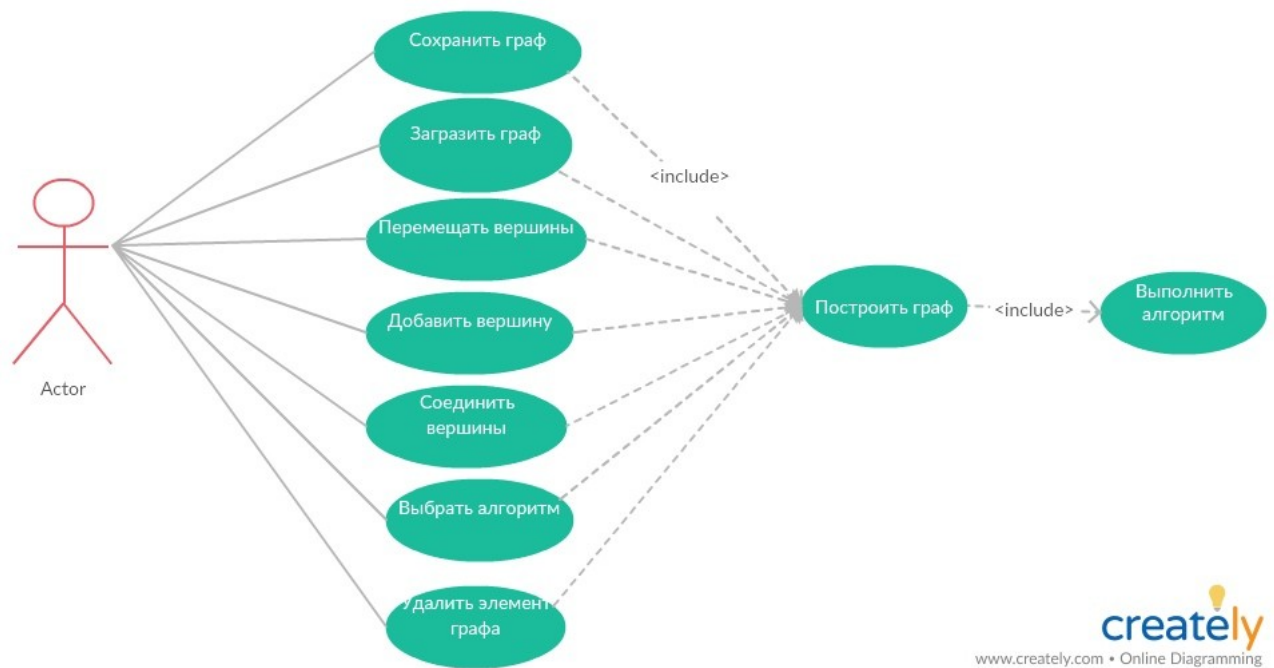 Сохранить граф
Загразить граф
<include>
Перемещать вершины
Построить граф
<include>
Выполнить
алгоритм
Добавить вершину
Actor
Соединить
вершины
Выбрать алгоритм
Удалить элемент
графа
creately
www.creately.com • Online Diagramming